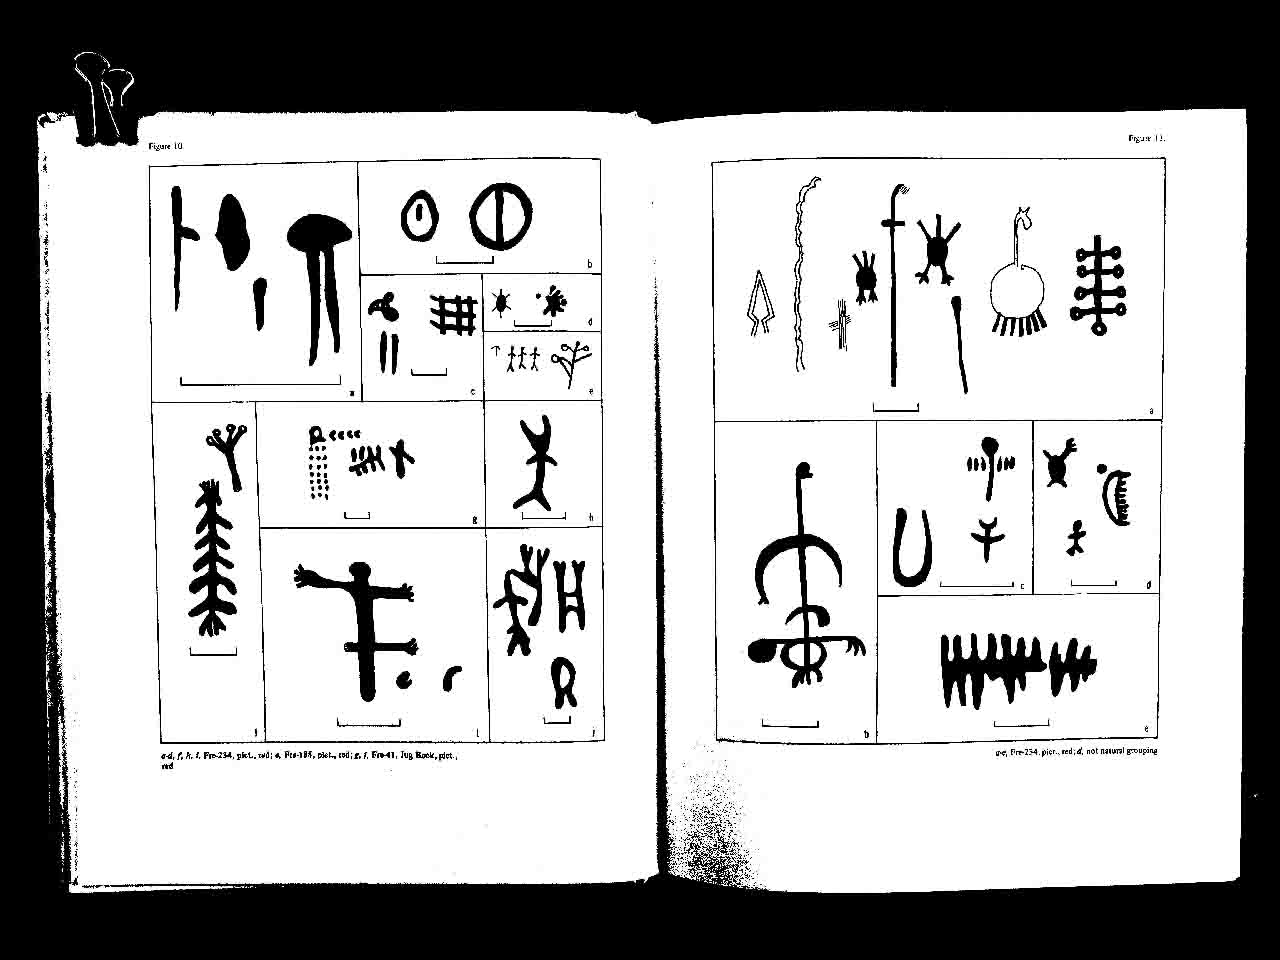 Figure 10.
a
b
c
d
e
f
g
h
i
j
a-d, f, h, i, Fre-234, pict., red; e, Fre-185, pict., red; g, j, Fre-41, Jug Rock, pict.,
red
Figure 11.
a
b
c
d
e
a-e, Fre-234, pict., red; d, not natural grouping